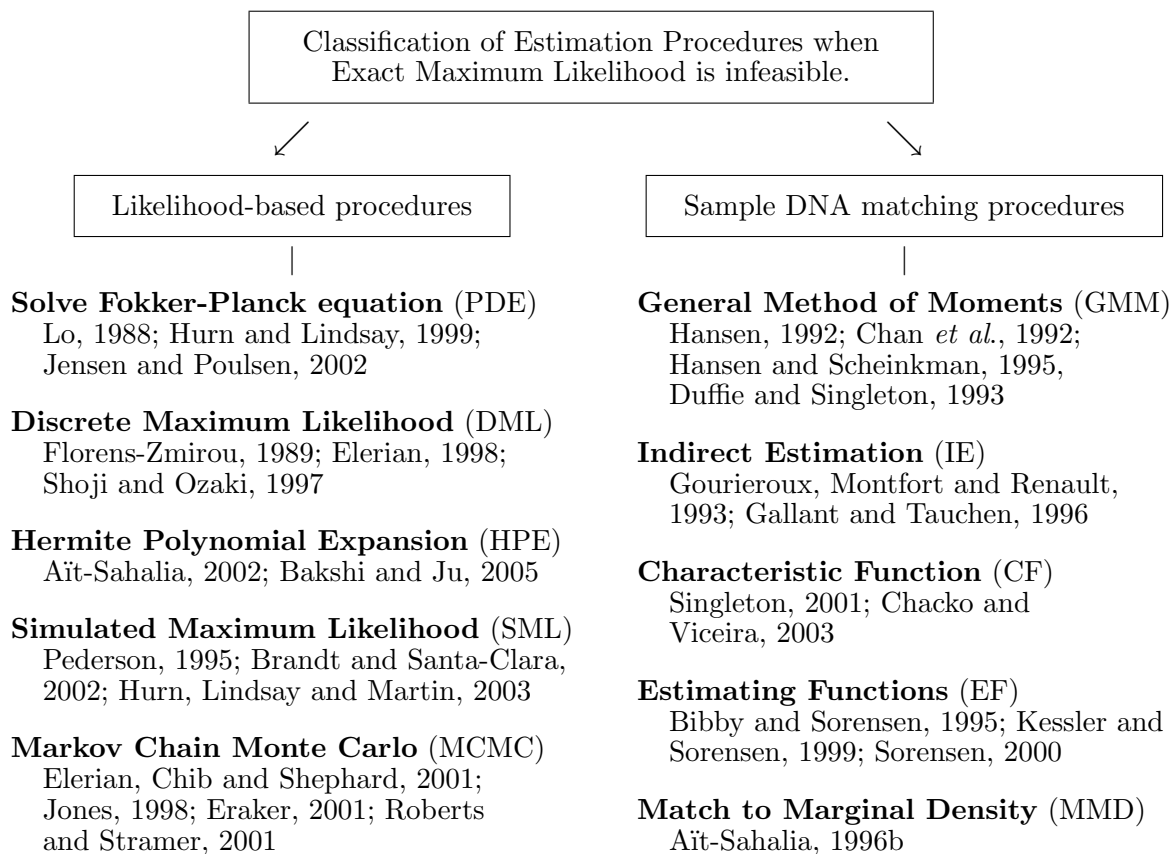 Classification of Estimation Procedures when
Exact Maximum Likelihood is infeasible.
Likelihood-based procedures
Solve Fokker-Planck equation (PDE)
Lo, 1988; Hurn and Lindsay, 1999;
Jensen and Poulsen, 2002
Discrete Maximum Likelihood (DML)
Florens-Zmirou, 1989; Elerian, 1998;
Shoji and Ozaki, 1997
Hermite Polynomial Expansion (HPE)
Aït-Sahalia, 2002; Bakshi and Ju, 2005
Simulated Maximum Likelihood (SML)
Pederson, 1995; Brandt and Santa-Clara,
2002; Hurn, Lindsay and Martin, 2003
Markov Chain Monte Carlo (MCMC)
Elerian, Chib and Shephard, 2001;
Jones, 1998; Eraker, 2001; Roberts
and Stramer, 2001
Sample DNA matching procedures
General Method of Moments (GMM)
Hansen, 1992; Chan et al., 1992;
Hansen and Scheinkman, 1995,
Duffie and Singleton, 1993
Indirect Estimation (IE)
Gourieroux, Montfort and Renault,
1993; Gallant and Tauchen, 1996
Characteristic Function (CF)
Singleton, 2001; Chacko and
Viceira, 2003
Estimating Functions (EF)
Bibby and Sorensen, 1995; Kessler and
Sorensen, 1999; Sorensen, 2000
Match to Marginal Density (MMD)
Aït-Sahalia, 1996b